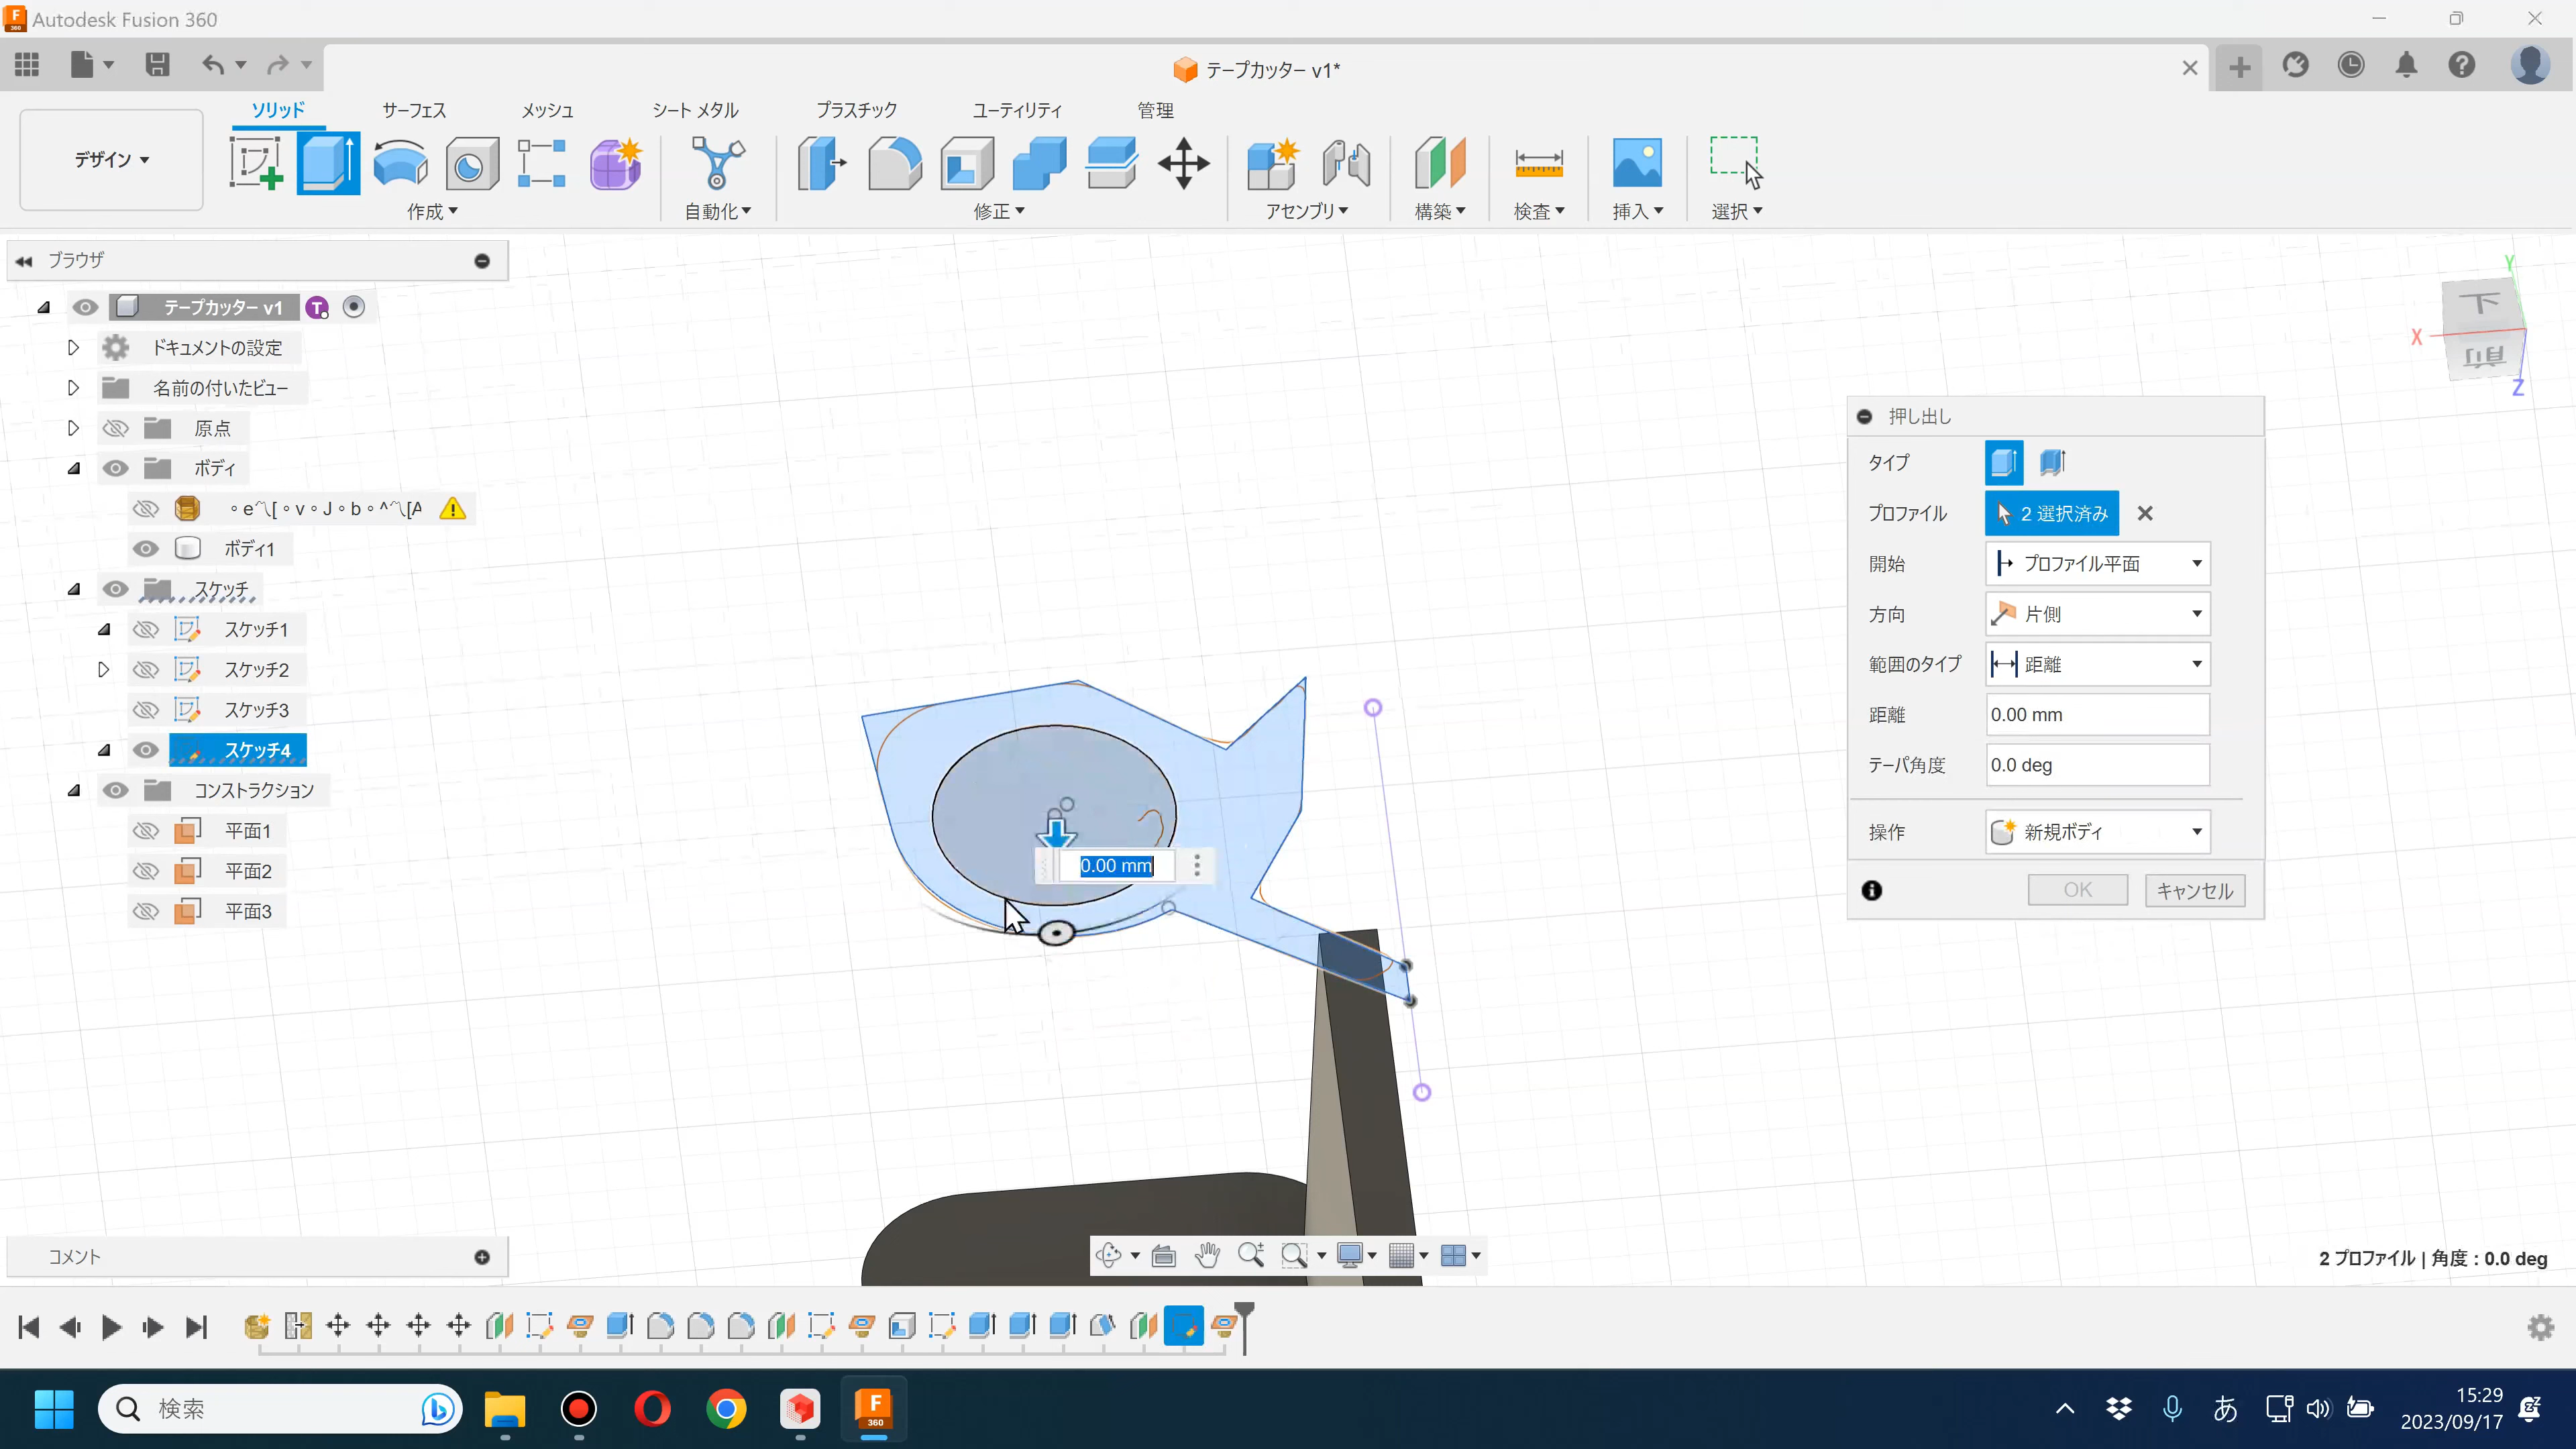 Autodesk Fusion 360
テープカッター v1*
ソリッド サーフェス メッシュ シート メタル プラスチック ユーティリティ 管理
デザイン
作成 自動化 修正 アセンブリ 構築 検査 挿入 選択
ブラウザ
テープカッター v1
ドキュメントの設定
名前の付いたビュー
原点
ボディ
ボディ1
スケッチ
スケッチ1
スケッチ2
スケッチ3
スケッチ4
コンストラクション
平面1
平面2
平面3
Y
下
X
前
Z
押し出し
タイプ
プロファイル 2 選択済み
開始 プロファイル平面
方向 片側
範囲のタイプ 距離
距離 0.00 mm
テーパ角度 0.0 deg
操作 新規ボディ
OK キャンセル
0.00 mm
コメント
2 プロファイル | 角度 : 0.0 deg
検索
F
360
あ
15:29
2023/09/17